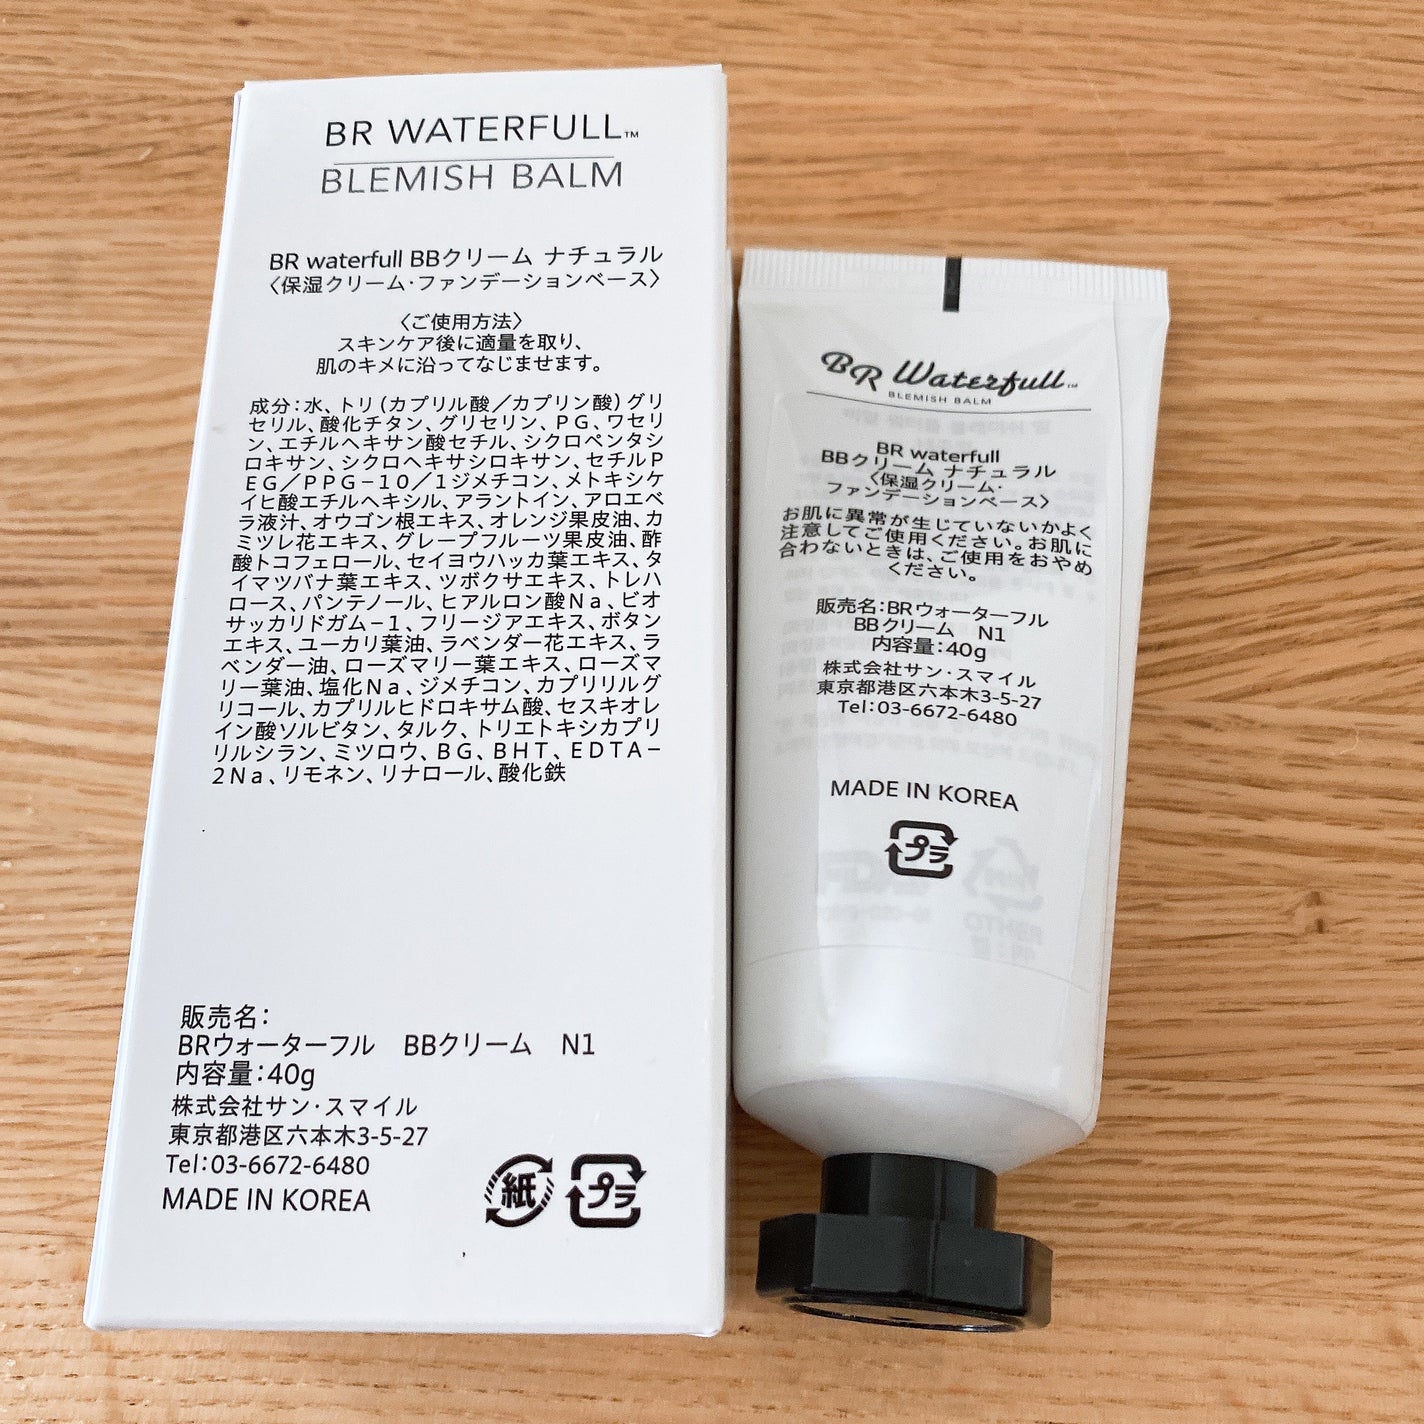 BR WATERFULL™
BLEMISH BALM
BR waterfull BBクリーム ナチュラル
〈保湿クリーム・ファンデーションベース〉
〈ご使用方法〉
スキンケア後に適量を取り、
肌のキメに沿ってなじませます。
成分：水、トリ（カプリル酸／カプリン酸）グリ
セリル、酸化チタン、グリセリン、ＰＧ、ワセリ
ン、エチルヘキサン酸セチル、シクロペンタシ
ロキサン、シクロヘキサシロキサン、セチルＰ
ＥＧ／ＰＰＧ－１０／１ジメチコン、メトキシケ
イヒ酸エチルヘキシル、アラントイン、アロエベ
ラ液汁、オウゴン根エキス、オレンジ果皮油、カ
ミツレ花エキス、グレープフルーツ果皮油、酢
酸トコフェロール、セイヨウハッカ葉エキス、タ
イマツバナ葉エキス、ツボクサエキス、トレハ
ロース、パンテノール、ヒアルロン酸Ｎａ、ビオ
サッカリドガム－１、フリージアエキス、ボタン
エキス、ユーカリ葉油、ラベンダー花エキス、ラ
ベンダー油、ローズマリー葉エキス、ローズマ
リー葉油、塩化Ｎａ、ジメチコン、カプリリルグ
リコール、カプリルヒドロキサム酸、セスキオレ
イン酸ソルビタン、タルク、トリエトキシカプリ
リルシラン、ミツロウ、ＢＧ、ＢＨＴ、ＥＤＴＡ－
２Ｎａ、リモネン、リナロール、酸化鉄
販売名：
BRウォーターフル　BBクリーム　N1
内容量：40g
株式会社サン・スマイル
東京都港区六本木3-5-27
Tel：03-6672-6480
MADE IN KOREA
紙 プラ
BR Waterfull™
BLEMISH BALM
BR waterfull
BBクリーム ナチュラル
〈保湿クリーム・
ファンデーションベース〉
お肌に異常が生じていないかよく
注意してご使用ください。お肌に
合わないときは、ご使用をおやめ
ください。
販売名：BRウォーターフル
BBクリーム　N1
内容量：40g
株式会社サン・スマイル
東京都港区六本木3-5-27
Tel：03-6672-6480
MADE IN KOREA
プラ